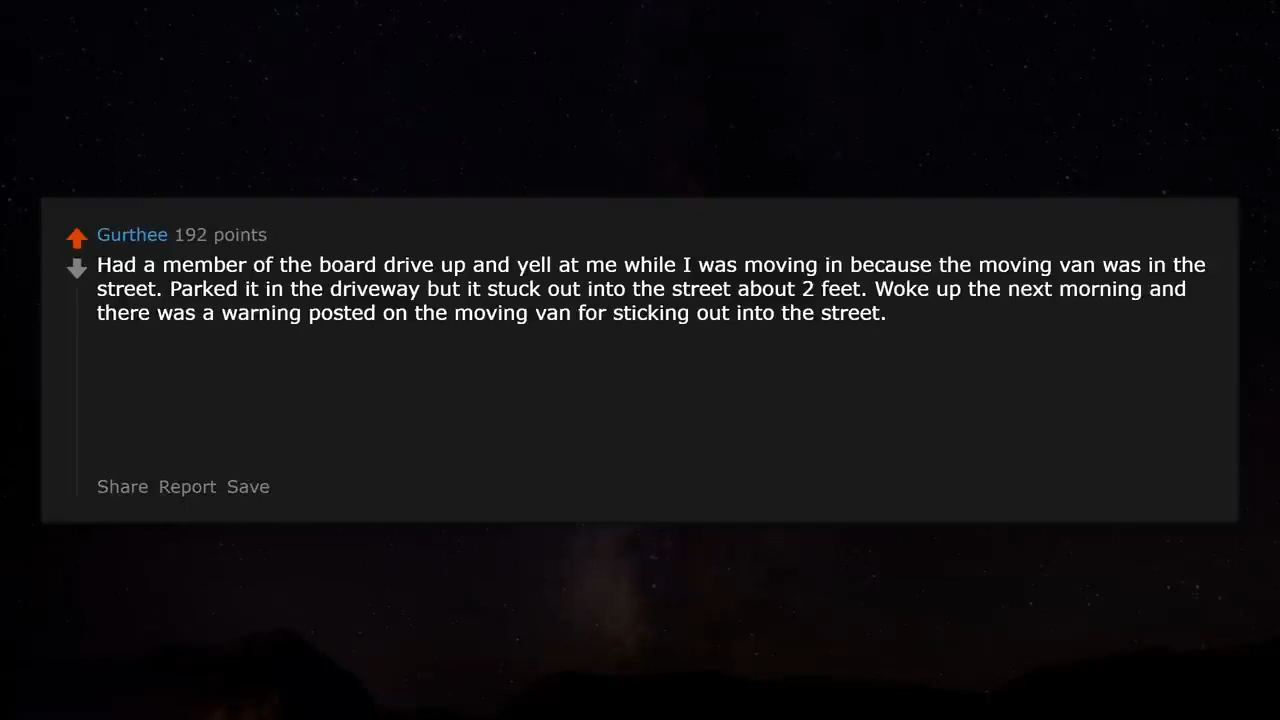 Gurthee 192 points
Had a member of the board drive up and yell at me while I was moving in because the moving van was in the
street. Parked it in the driveway but it stuck out into the street about 2 feet. Woke up the next morning and
there was a warning posted on the moving van for sticking out into the street.
Share Report Save